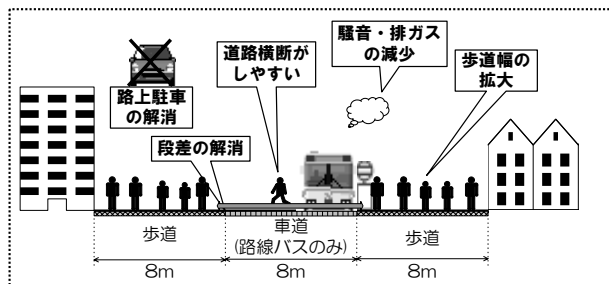 騒音・排ガス
の減少
道路横断が
しやすい
歩道幅の
拡大
路上駐車
の解消
段差の解消
歩道
車道
(路線バスのみ)
歩道
8m
8m
8m